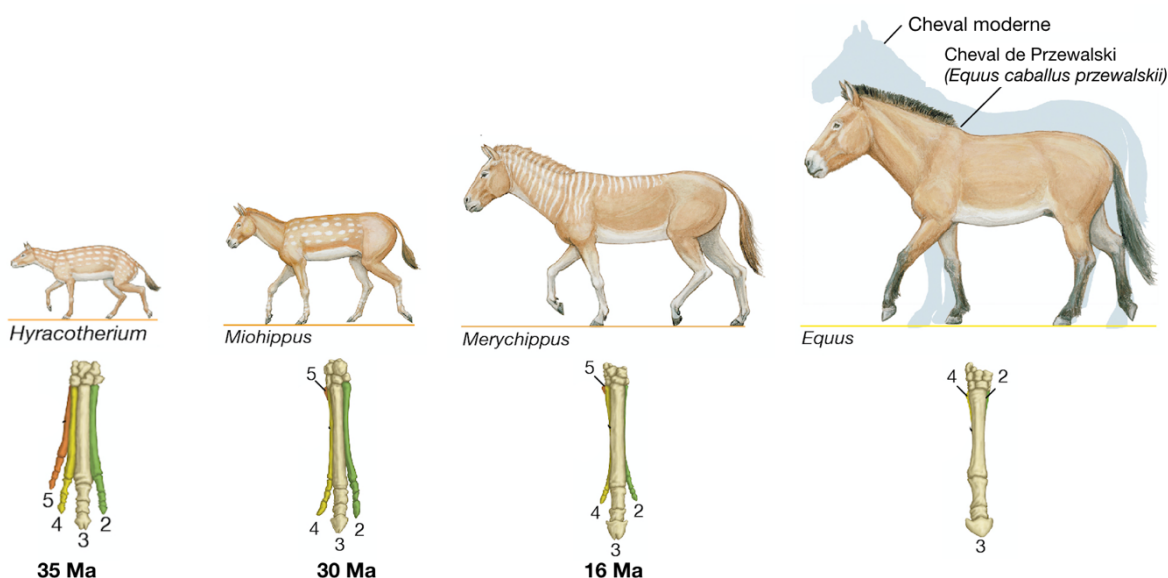 Cheval moderne
Cheval de Przewalski
(Equus caballus przewalskii)
Hyracotherium
Miohippus
Merychippus
Equus
5
4
3
2
35 Ma
5
4
3
2
30 Ma
5
4
3
2
16 Ma
4
2
3